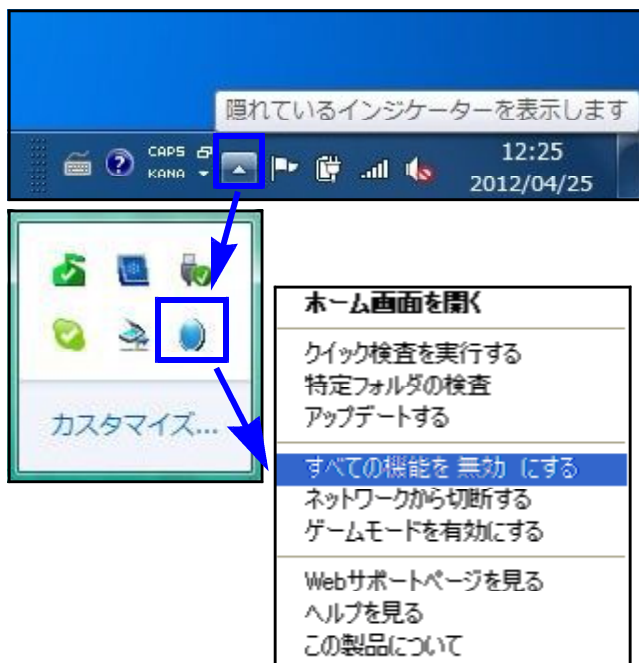 隠れているインジケーターを表示します
CAPS
KANA
12:25
2012/04/25
カスタマイズ...
ホーム画面を開く
クイック検査を実行する
特定フォルダの検査
アップデートする
すべての機能を 無効 にする
ネットワークから切断する
ゲームモードを有効にする
Webサポートページを見る
ヘルプを見る
この製品について